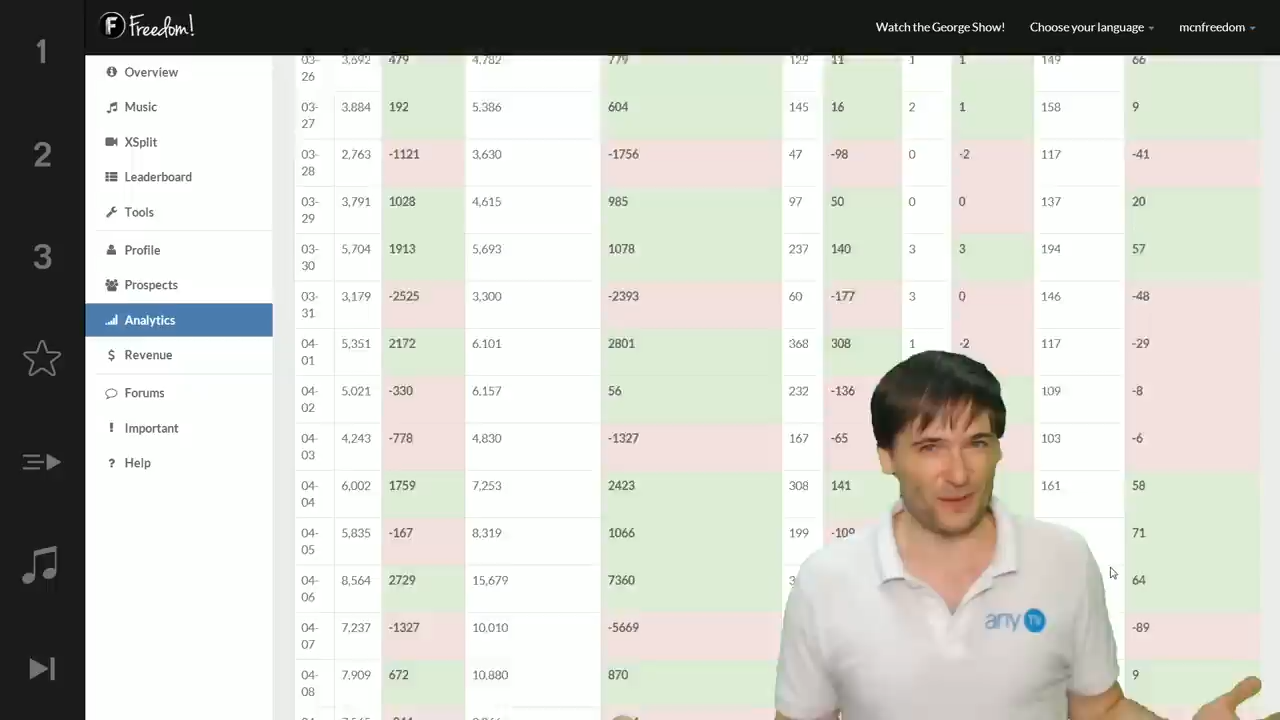 Freedom!
Watch the George Show! Choose your language mcnfreedom
1
2
3
Overview
Music
XSplit
Leaderboard
Tools
Profile
Prospects
Analytics
$ Revenue
Forums
! Important
? Help
03-26 3,692 479 4,782 779 129 11 1 1 149 66
03-27 3,884 192 5,386 604 145 16 2 1 158 9
03-28 2,763 -1121 3,630 -1756 47 -98 0 -2 117 -41
03-29 3,791 1028 4,615 985 97 50 0 0 137 20
03-30 5,704 1913 5,693 1078 237 140 3 3 194 57
03-31 3,179 -2525 3,300 -2393 60 -177 3 0 146 -48
04-01 5,351 2172 6,101 2801 368 308 1 -2 117 -29
04-02 5,021 -330 6,157 56 232 -136 109 -8
04-03 4,243 -778 4,830 -1327 167 -65 103 -6
04-04 6,002 1759 7,253 2423 308 141 161 58
04-05 5,835 -167 8,319 1066 199 -109 71
04-06 8,564 2729 15,679 7360 64
04-07 7,237 -1327 10,010 -5669 -89
04-08 7,909 672 10,880 870 9
any TV